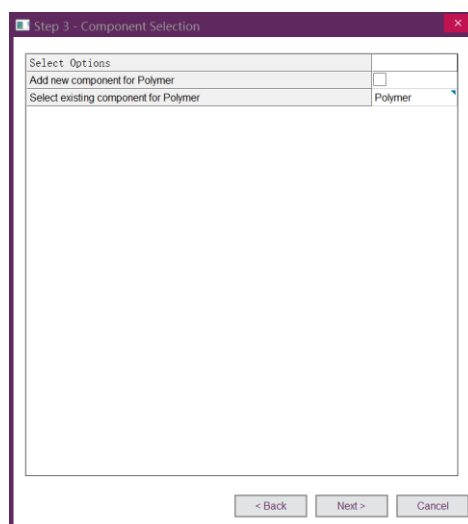 Step 3 - Component Selection
Select Options
Add new component for Polymer
Select existing component for Polymer Polymer
< Back Next > Cancel